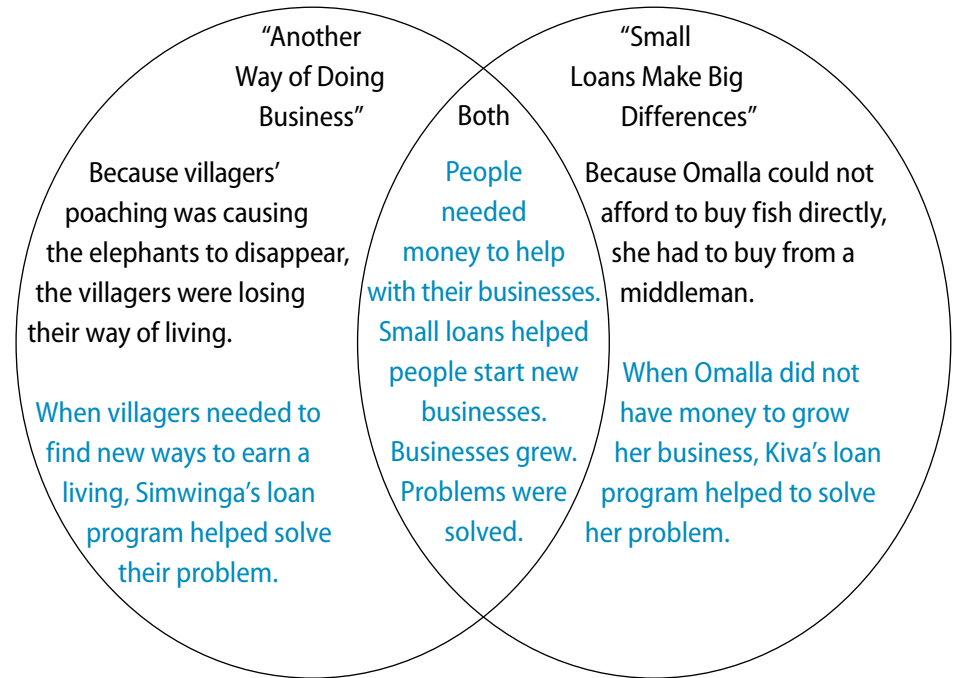 “Another
Way of Doing
Business”
Because villagers’
poaching was causing
the elephants to disappear,
the villagers were losing
their way of living.
When villagers needed to
find new ways to earn a
living, Simwinga’s loan
program helped solve
their problem.
Both
People
needed
money to help
with their businesses.
Small loans helped
people start new
businesses.
Businesses grew.
Problems were
solved.
“Small
Loans Make Big
Differences”
Because Omalla could not
afford to buy fish directly,
she had to buy from a
middleman.
When Omalla did not
have money to grow
her business, Kiva’s loan
program helped to solve
her problem.